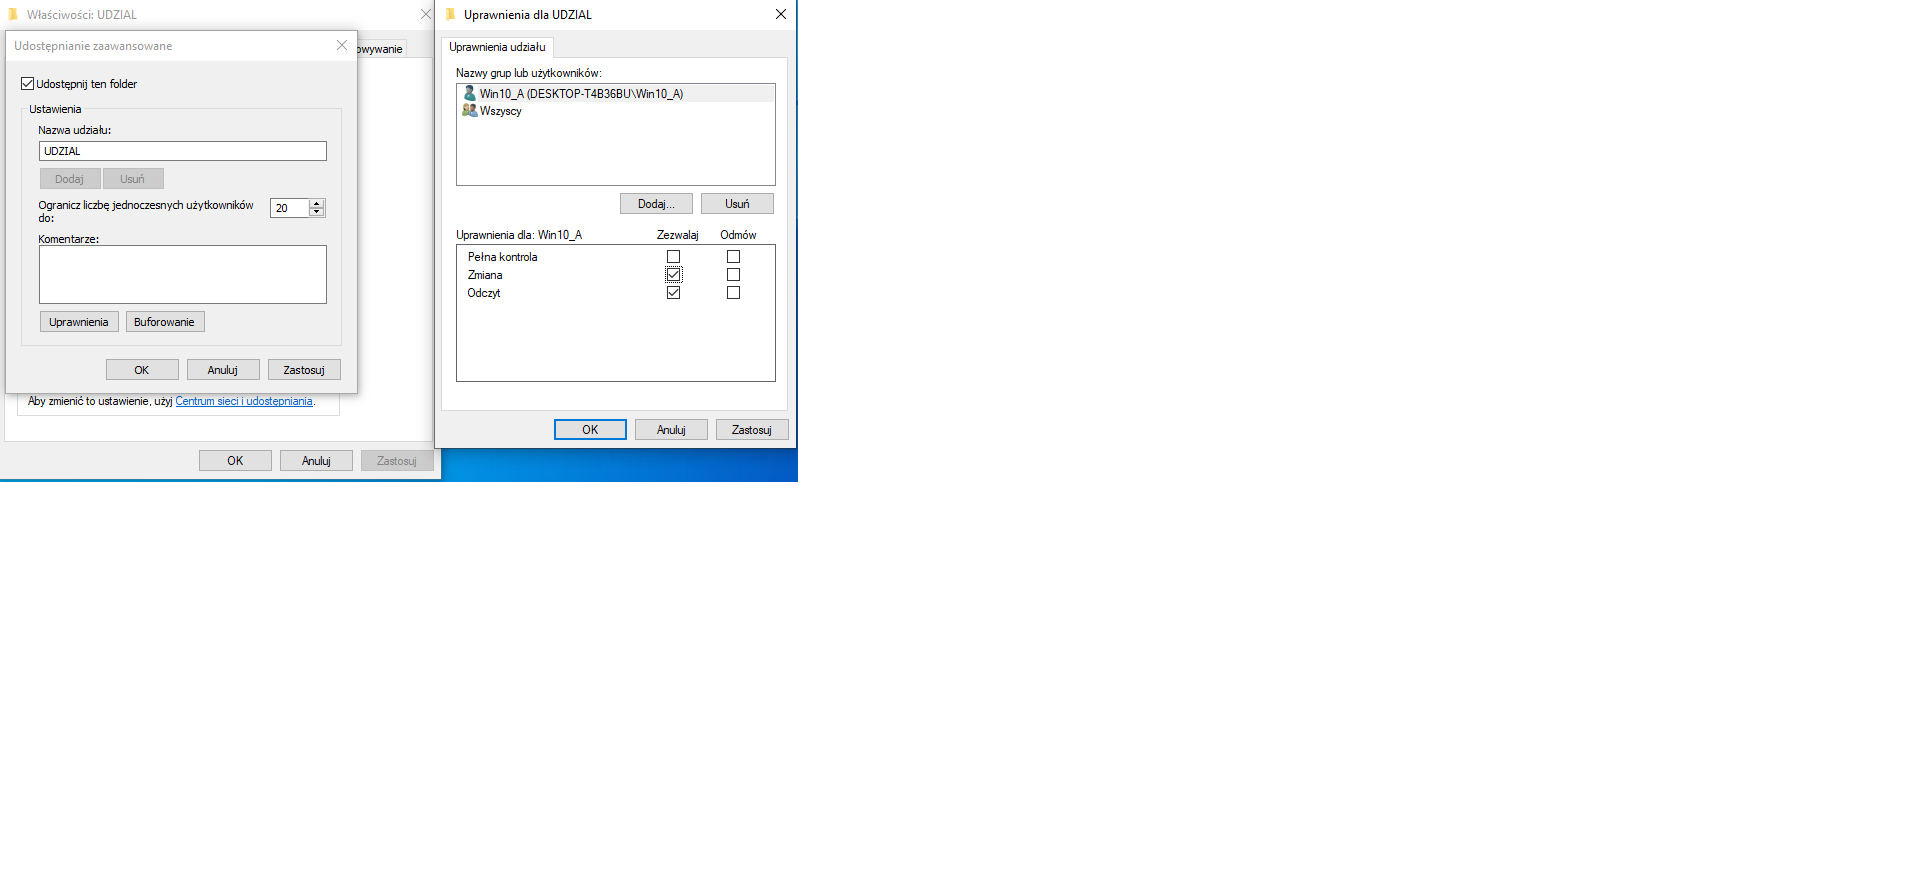 Właściwości: UDZIAL
Udostępnianie zaawansowane
owywanie
Udostępnij ten folder
Ustawienia
Nazwa udziału:
UDZIAL
Dodaj
Usuń
Ogranicz liczbę jednoczesnych użytkowników
do:
20
Komentarze:
Uprawnienia
Buforowanie
OK
Anuluj
Zastosuj
Aby zmienić to ustawienie, użyj Centrum sieci i udostępniania.
OK
Anuluj
Zastosuj
Uprawnienia dla UDZIAL
Uprawnienia udziału
Nazwy grup lub użytkowników:
Win10_A (DESKTOP-T4B36BU\Win10_A)
Wszyscy
Dodaj...
Usuń
Uprawnienia dla: Win10_A Zezwalaj Odmów
Pełna kontrola
Zmiana
Odczyt
OK
Anuluj
Zastosuj